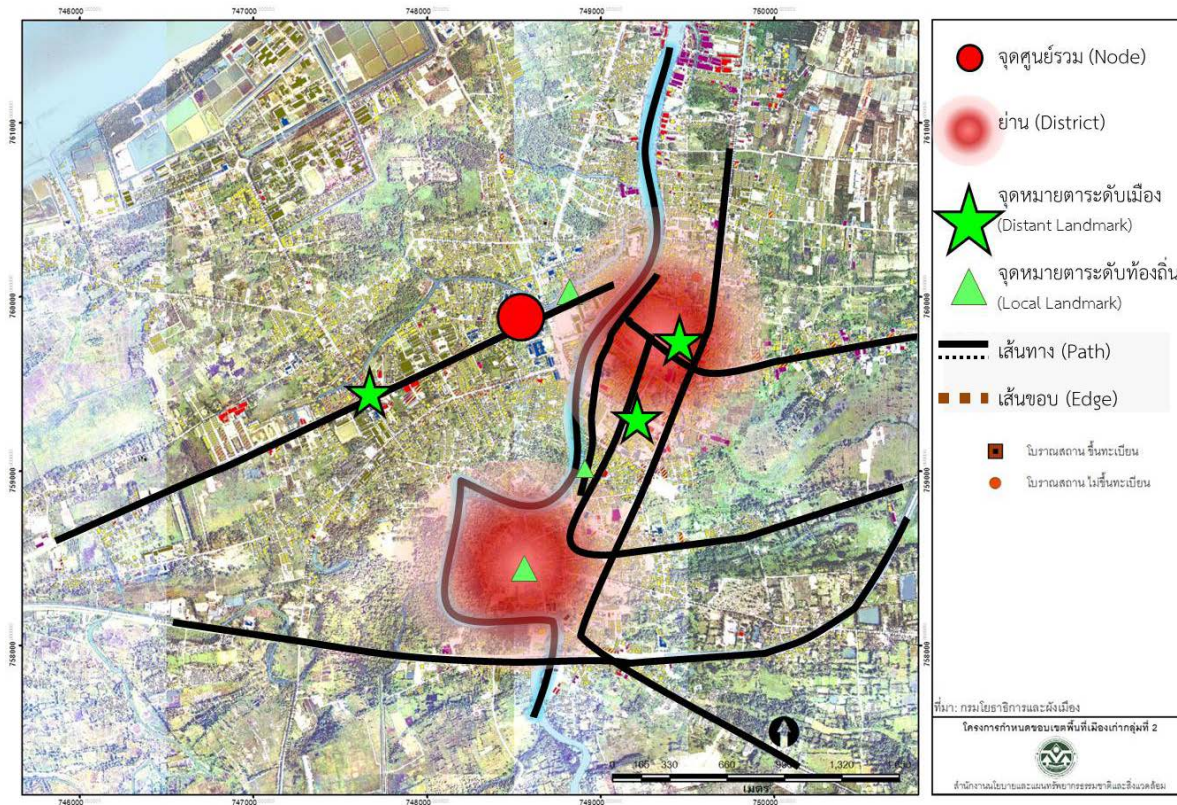 746000 747000 748000 749000 750000
761000 761000
760000 760000
759000 759000
758000 758000
746000 747000 748000 749000 750000
0 165 330 660 1,320
เมตร
จุดศูนย์รวม (Node)
ย่าน (District)
จุดหมายตาระดับเมือง
(Distant Landmark)
จุดหมายตาระดับท้องถิ่น
(Local Landmark)
เส้นทาง (Path)
เส้นขอบ (Edge)
โบราณสถาน ขึ้นทะเบียน
โบราณสถาน ไม่ขึ้นทะเบียน
ที่มา: กรมโยธาธิการและผังเมือง
โครงการกำหนดขอบเขตพื้นที่เมืองเก่ากลุ่มที่ 2
สำนักงานนโยบายและแผนทรัพยากรธรรมชาติและสิ่งแวดล้อม